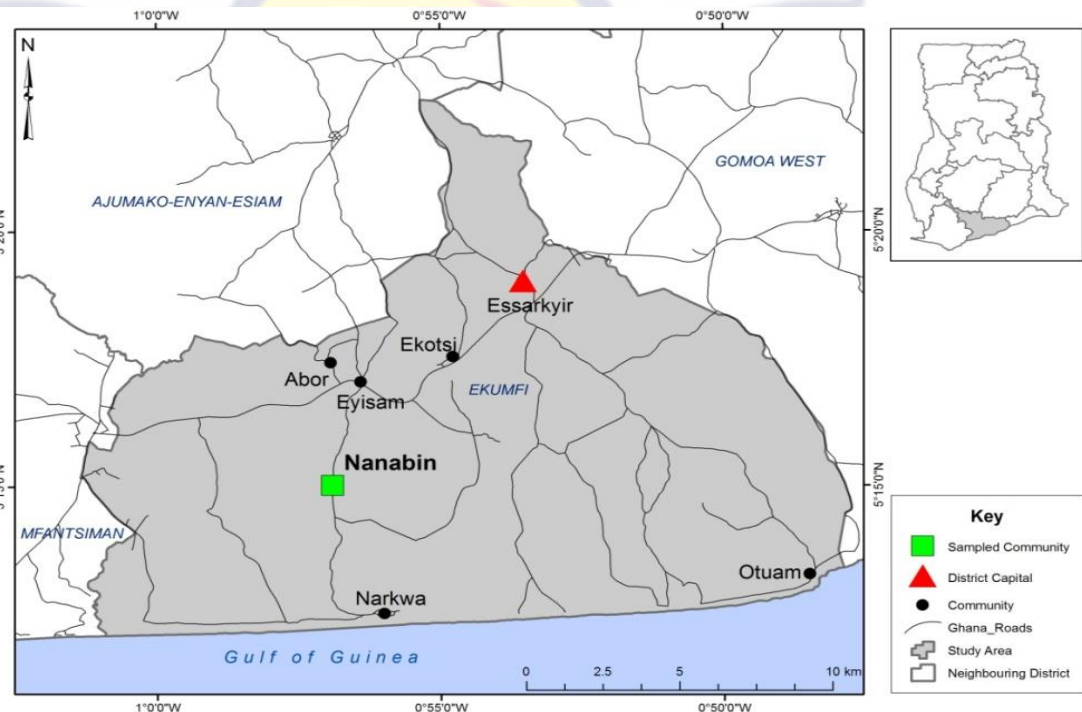 1°0'0"W 0°55'0"W 0°50'0"W
N
GOMOA WEST
AJUMAKO-ENYAN-ESIAM
5°20'0"N
Essarkyir
Ekotsi
Abor
EKUMFI
Eyisam
Nanabin
5°15'0"N
MFANTSIMAN
Otuam
Narkwa
Gulf of Guinea
0 2.5 5 10 km
1°0'0"W 0°55'0"W 0°50'0"W
Key
Sampled Community
District Capital
Community
Ghana_Roads
Study Area
Neighbouring District